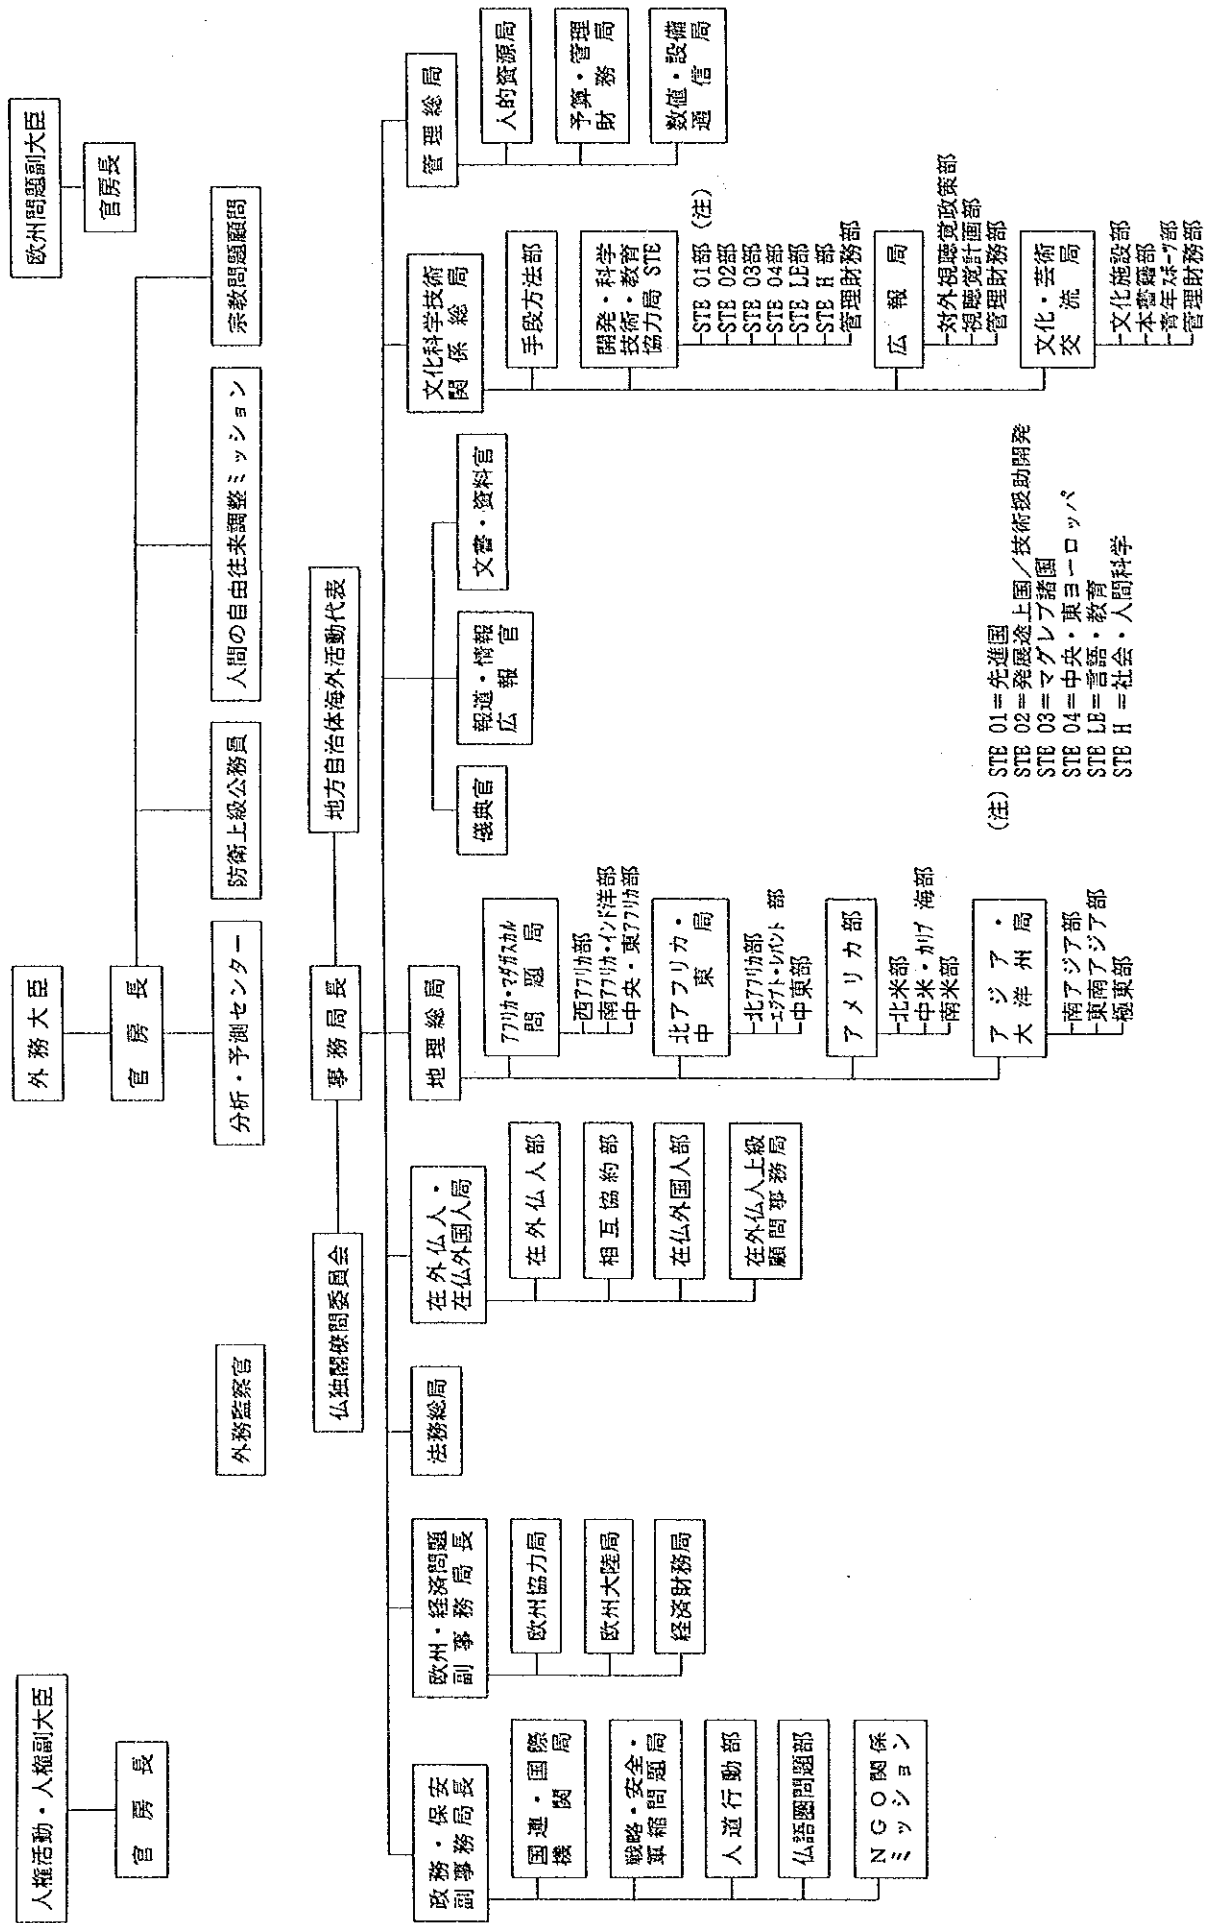 人権活動・人権副大臣
官房長
外務大臣
官房長
欧州問題副大臣
官房長
外務監察官
分析・予測センター
防衛上級公務員
人間の自由往来調整ミッション
宗教問題顧問
仏独閣僚間委員会
事務局長
地方自治体海外活動代表
政務・保安
副事務局長
国連・国際
機関局
戦略・安全・
軍縮問題局
人道行動部
仏語圏問題部
NGO関係
ミッション
欧州・経済問題
副事務局長
欧州協力局
欧州大陸局
経済財務局
法務総局
在外仏人・
在仏外国人局
在外仏人部
相互協約部
在仏外国人部
在外仏人上級
顧問事務局
地理総局
アフリカ・マダガスカル
問題局
西アフリカ部
南アフリカ・インド洋部
中央・東アフリカ部
北アフリカ・
中東局
北アフリカ部
エジプト・レバント部
中東部
アメリカ部
北米部
中米・カリブ海部
南米部
アジア・
大洋州局
南アジア部
東南アジア部
極東部
儀典官
報道・情報
広報官
文書・資料官
文化科学技術
関係総局
手段方法部
開発・科学
技術・教育
協力局 STE
STE 01部 (注)
STE 02部
STE 03部
STE 04部
STE LE部
STE H 部
管理財務部
広報局
対外視聴覚政策部
視聴覚計画部
管理財務部
文化・芸術
交流局
文化施設部
本書籍部
青年スポーツ部
管理財務部
管理総局
人的資源局
予算・管理
財務局
数値・設備
通信局
(注) STE 01=先進国
STE 02=発展途上国/技術扱助開発
STE 03=マグレブ諸国
STE 04=中央・東ヨーロッパ
STE LE=言語・教育
STE H =社会・人間科学